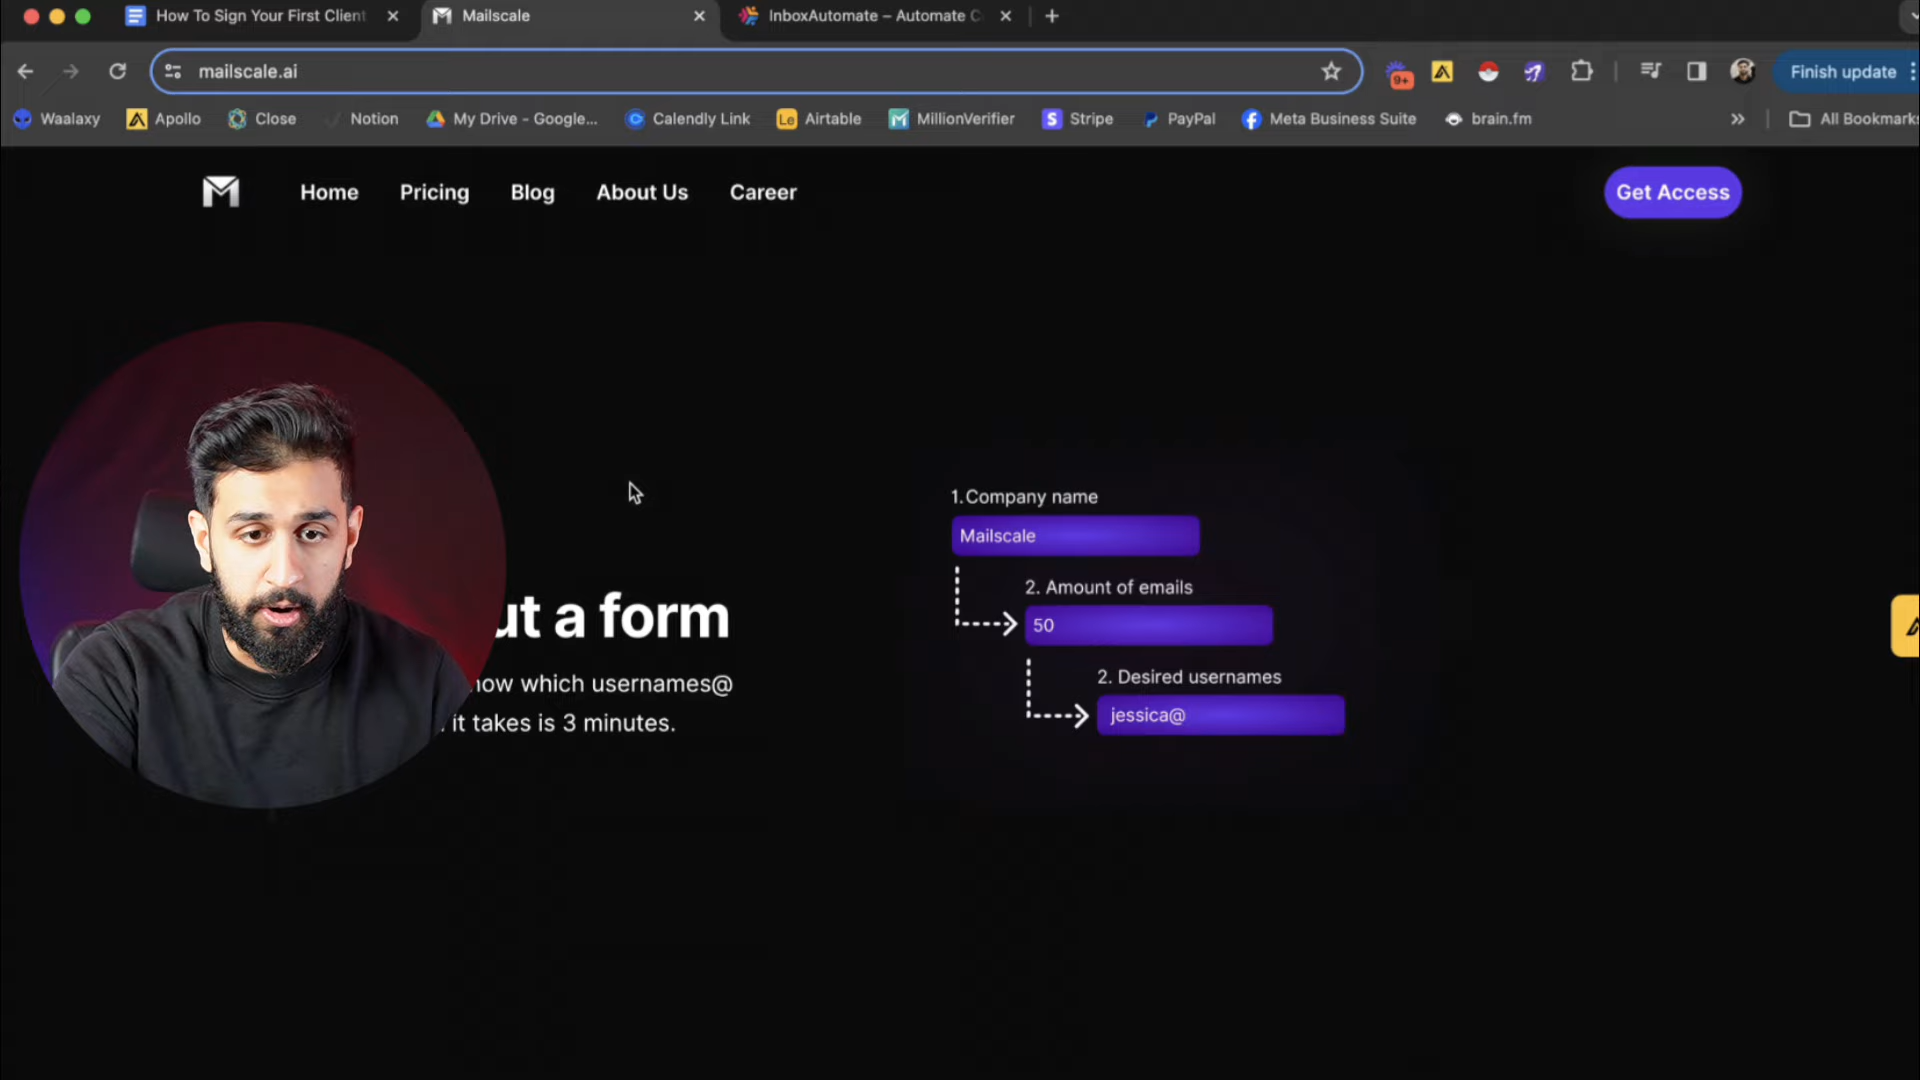 How To Sign Your First Client
Mailscale
InboxAutomate – Automate C
mailscale.ai
9+
Finish update
Waalaxy
Apollo
Close
Notion
My Drive - Google...
Calendly Link
Le
Airtable
MillionVerifier
Stripe
PayPal
Meta Business Suite
brain.fm
All Bookmarks
Home
Pricing
Blog
About Us
Career
Get Access
1.Company name
Mailscale
2. Amount of emails
50
2. Desired usernames
jessica@
ut a form
now which usernames@
it takes is 3 minutes.